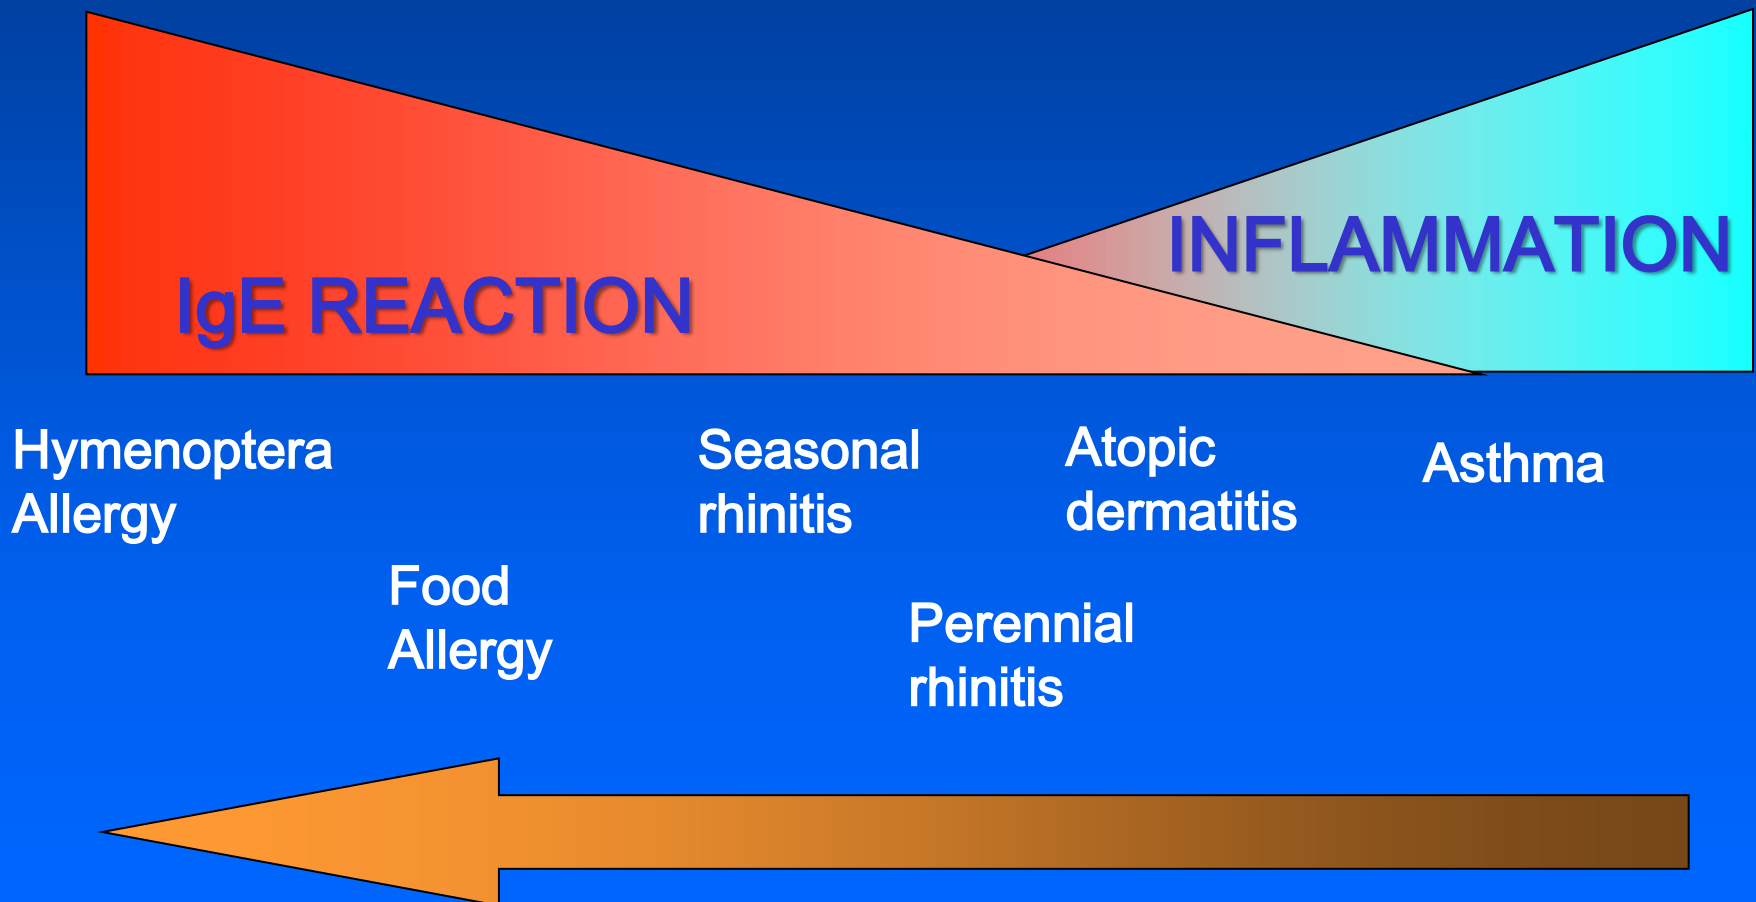 IgE REACTION
INFLAMMATION
Hymenoptera
Allergy
Food
Allergy
Seasonal
rhinitis
Perennial
rhinitis
Atopic
dermatitis
Asthma